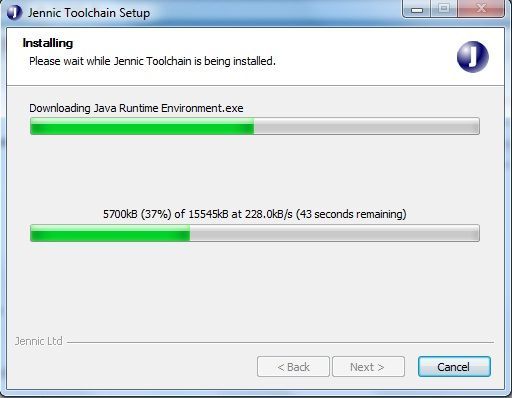 Jennic Toolchain Setup
Installing
Please wait while Jennic Toolchain is being installed.
J
Downloading Java Runtime Environment.exe
5700kB (37%) of 15545kB at 228.0kB/s (43 seconds remaining)
Jennic Ltd
< Back
Next >
Cancel